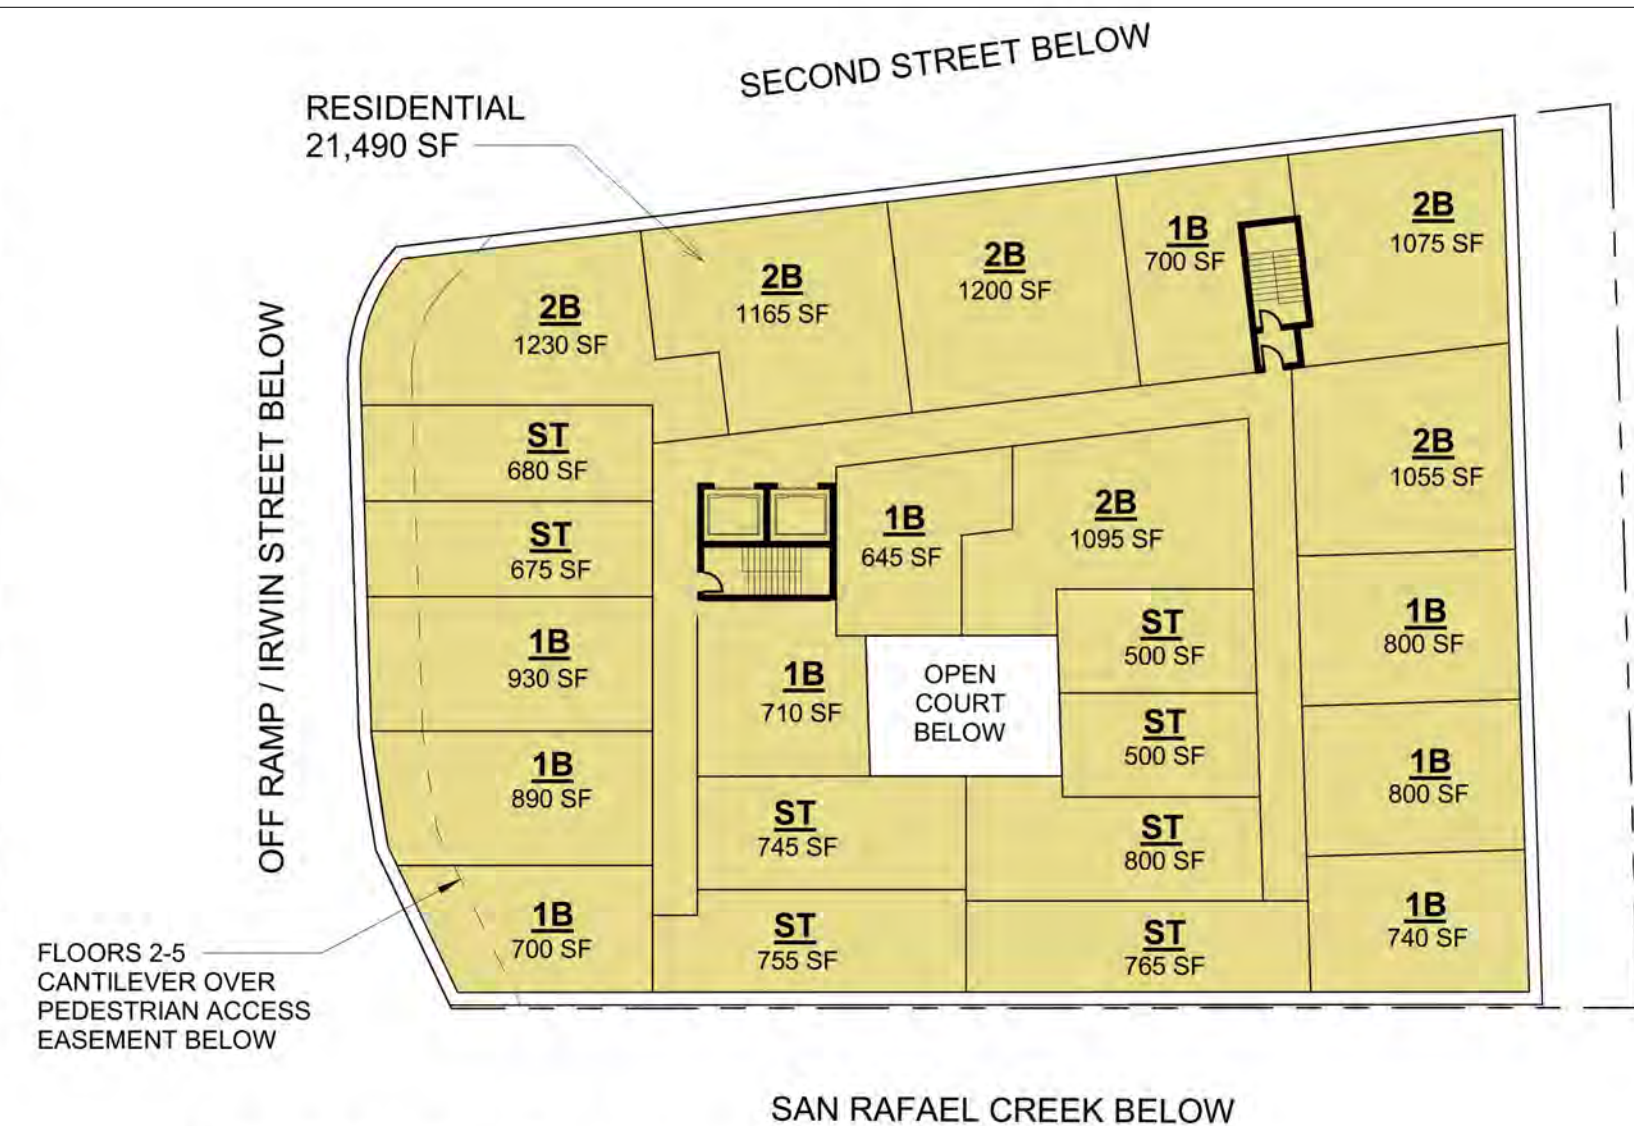 SECOND STREET BELOW
RESIDENTIAL
21,490 SF
2B
1075 SF
1B
700 SF
2B
1200 SF
2B
1165 SF
2B
1230 SF
OFF RAMP / IRWIN STREET BELOW
ST
680 SF
2B
1055 SF
2B
1095 SF
1B
645 SF
ST
675 SF
1B
930 SF
ST
500 SF
1B
800 SF
1B
710 SF
OPEN
COURT
BELOW
ST
500 SF
1B
890 SF
1B
800 SF
ST
745 SF
ST
800 SF
1B
700 SF
ST
755 SF
ST
765 SF
1B
740 SF
FLOORS 2-5
CANTILEVER OVER
PEDESTRIAN ACCESS
EASEMENT BELOW
SAN RAFAEL CREEK BELOW